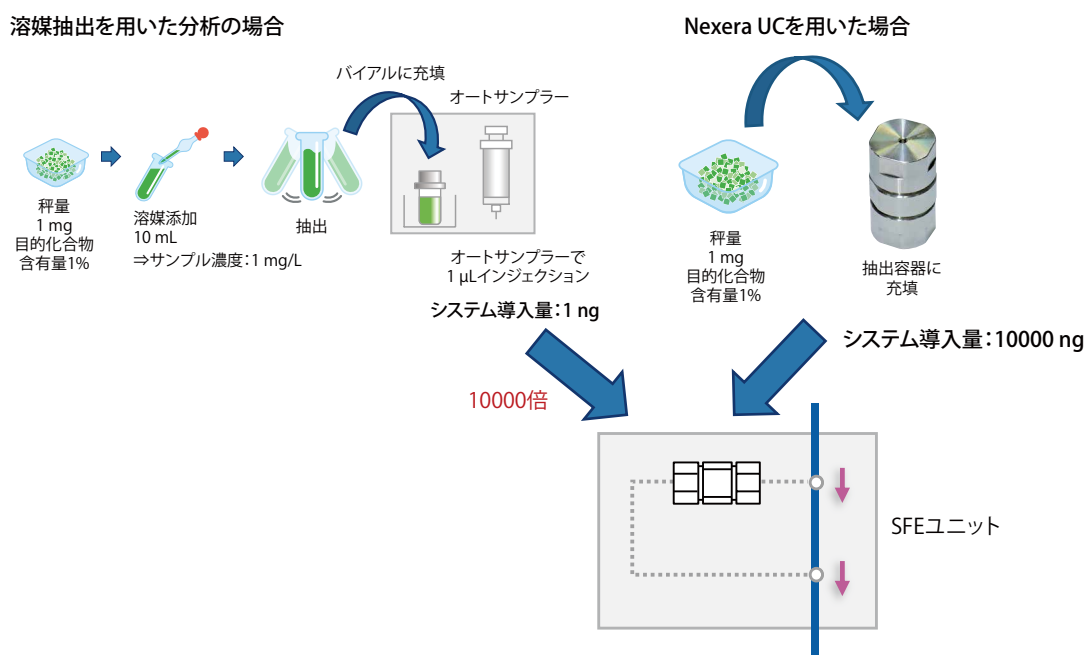 溶媒抽出を用いた分析の場合
バイアルに充填
オートサンプラー
秤量
1 mg
目的化合物
含有量1%
溶媒添加
10 mL
⇒サンプル濃度：1 mg/L
抽出
オートサンプラーで
1 µLインジェクション
システム導入量：1 ng
Nexera UCを用いた場合
秤量
1 mg
目的化合物
含有量1%
抽出容器に
充填
システム導入量：10000 ng
10000倍
SFEユニット